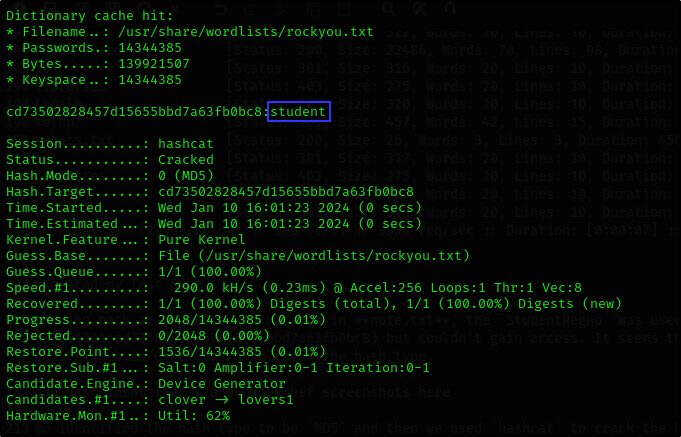 Dictionary cache hit:
* Filename..: /usr/share/wordlists/rockyou.txt
* Passwords.: 14344385
* Bytes.....: 139921507
* Keyspace..: 14344385
cd73502828457d15655bbd7a63fb0bc8:student
Session..........: hashcat
Status...........: Cracked
Hash.Mode........: 0 (MD5)
Hash.Target......: cd73502828457d15655bbd7a63fb0bc8
Time.Started.....: Wed Jan 10 16:01:23 2024 (0 secs)
Time.Estimated...: Wed Jan 10 16:01:23 2024 (0 secs)
Kernel.Feature...: Pure Kernel
Guess.Base.......: File (/usr/share/wordlists/rockyou.txt)
Guess.Queue......: 1/1 (100.00%)
Speed.#1.........:   290.0 kH/s (0.23ms) @ Accel:256 Loops:1 Thr:1 Vec:8
Recovered........: 1/1 (100.00%) Digests (total), 1/1 (100.00%) Digests (new)
Progress.........: 2048/14344385 (0.01%)
Rejected.........: 0/2048 (0.00%)
Restore.Point....: 1536/14344385 (0.01%)
Restore.Sub.#1...: Salt:0 Amplifier:0-1 Iteration:0-1
Candidate.Engine.: Device Generator
Candidates.#1....: clover -> lovers1
Hardware.Mon.#1..: Util: 62%